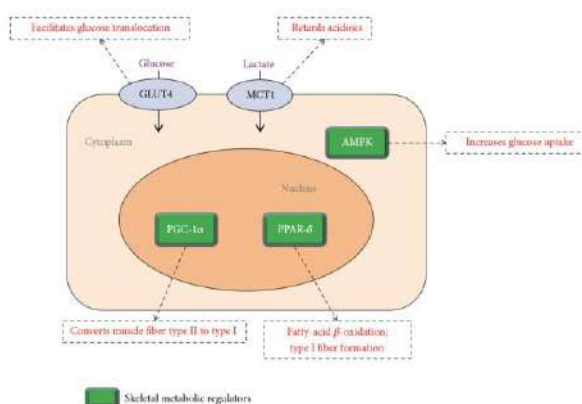 Facilitates glucose translocation
Retards acidosis
Glucose
Lactate
GLUT4
MCT1
Cytoplasm
AMPK
Increases glucose uptake
Nucleus
PGC-1α
PPAR-δ
Converts muscle fiber type II to type I
Fatty-acid β-oxidation;
type I fiber formation
Skeletal metabolic regulators